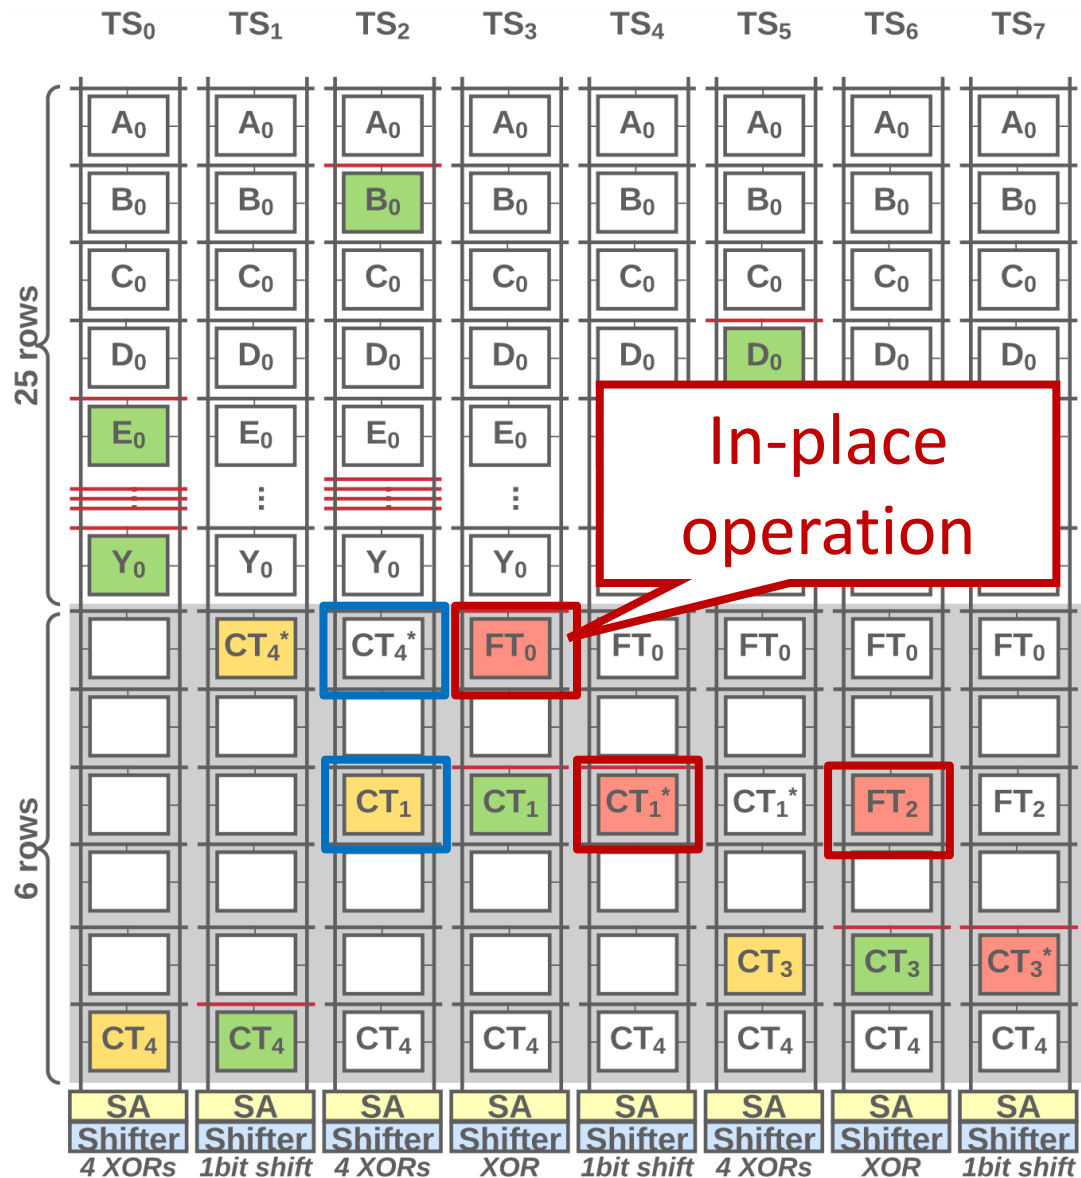 TS0 TS1 TS2 TS3 TS4 TS5 TS6 TS7
A0 A0 A0 A0 A0 A0 A0 A0
B0 B0 B0 B0 B0 B0 B0 B0
C0 C0 C0 C0 C0 C0 C0 C0
25 rows
D0 D0 D0 D0 D0 D0 D0 D0
E0 E0 E0 E0
In-place
operation
⋮ ⋮ ⋮ ⋮
Y0 Y0 Y0 Y0
CT4* CT4* FT0 FT0 FT0 FT0 FT0
CT1 CT1 CT1* CT1* FT2 FT2
6 rows
CT3 CT3 CT3*
CT4 CT4 CT4 CT4 CT4 CT4 CT4 CT4
SA SA SA SA SA SA SA SA
Shifter Shifter Shifter Shifter Shifter Shifter Shifter Shifter
4 XORs 1bit shift 4 XORs XOR 1bit shift 4 XORs XOR 1bit shift